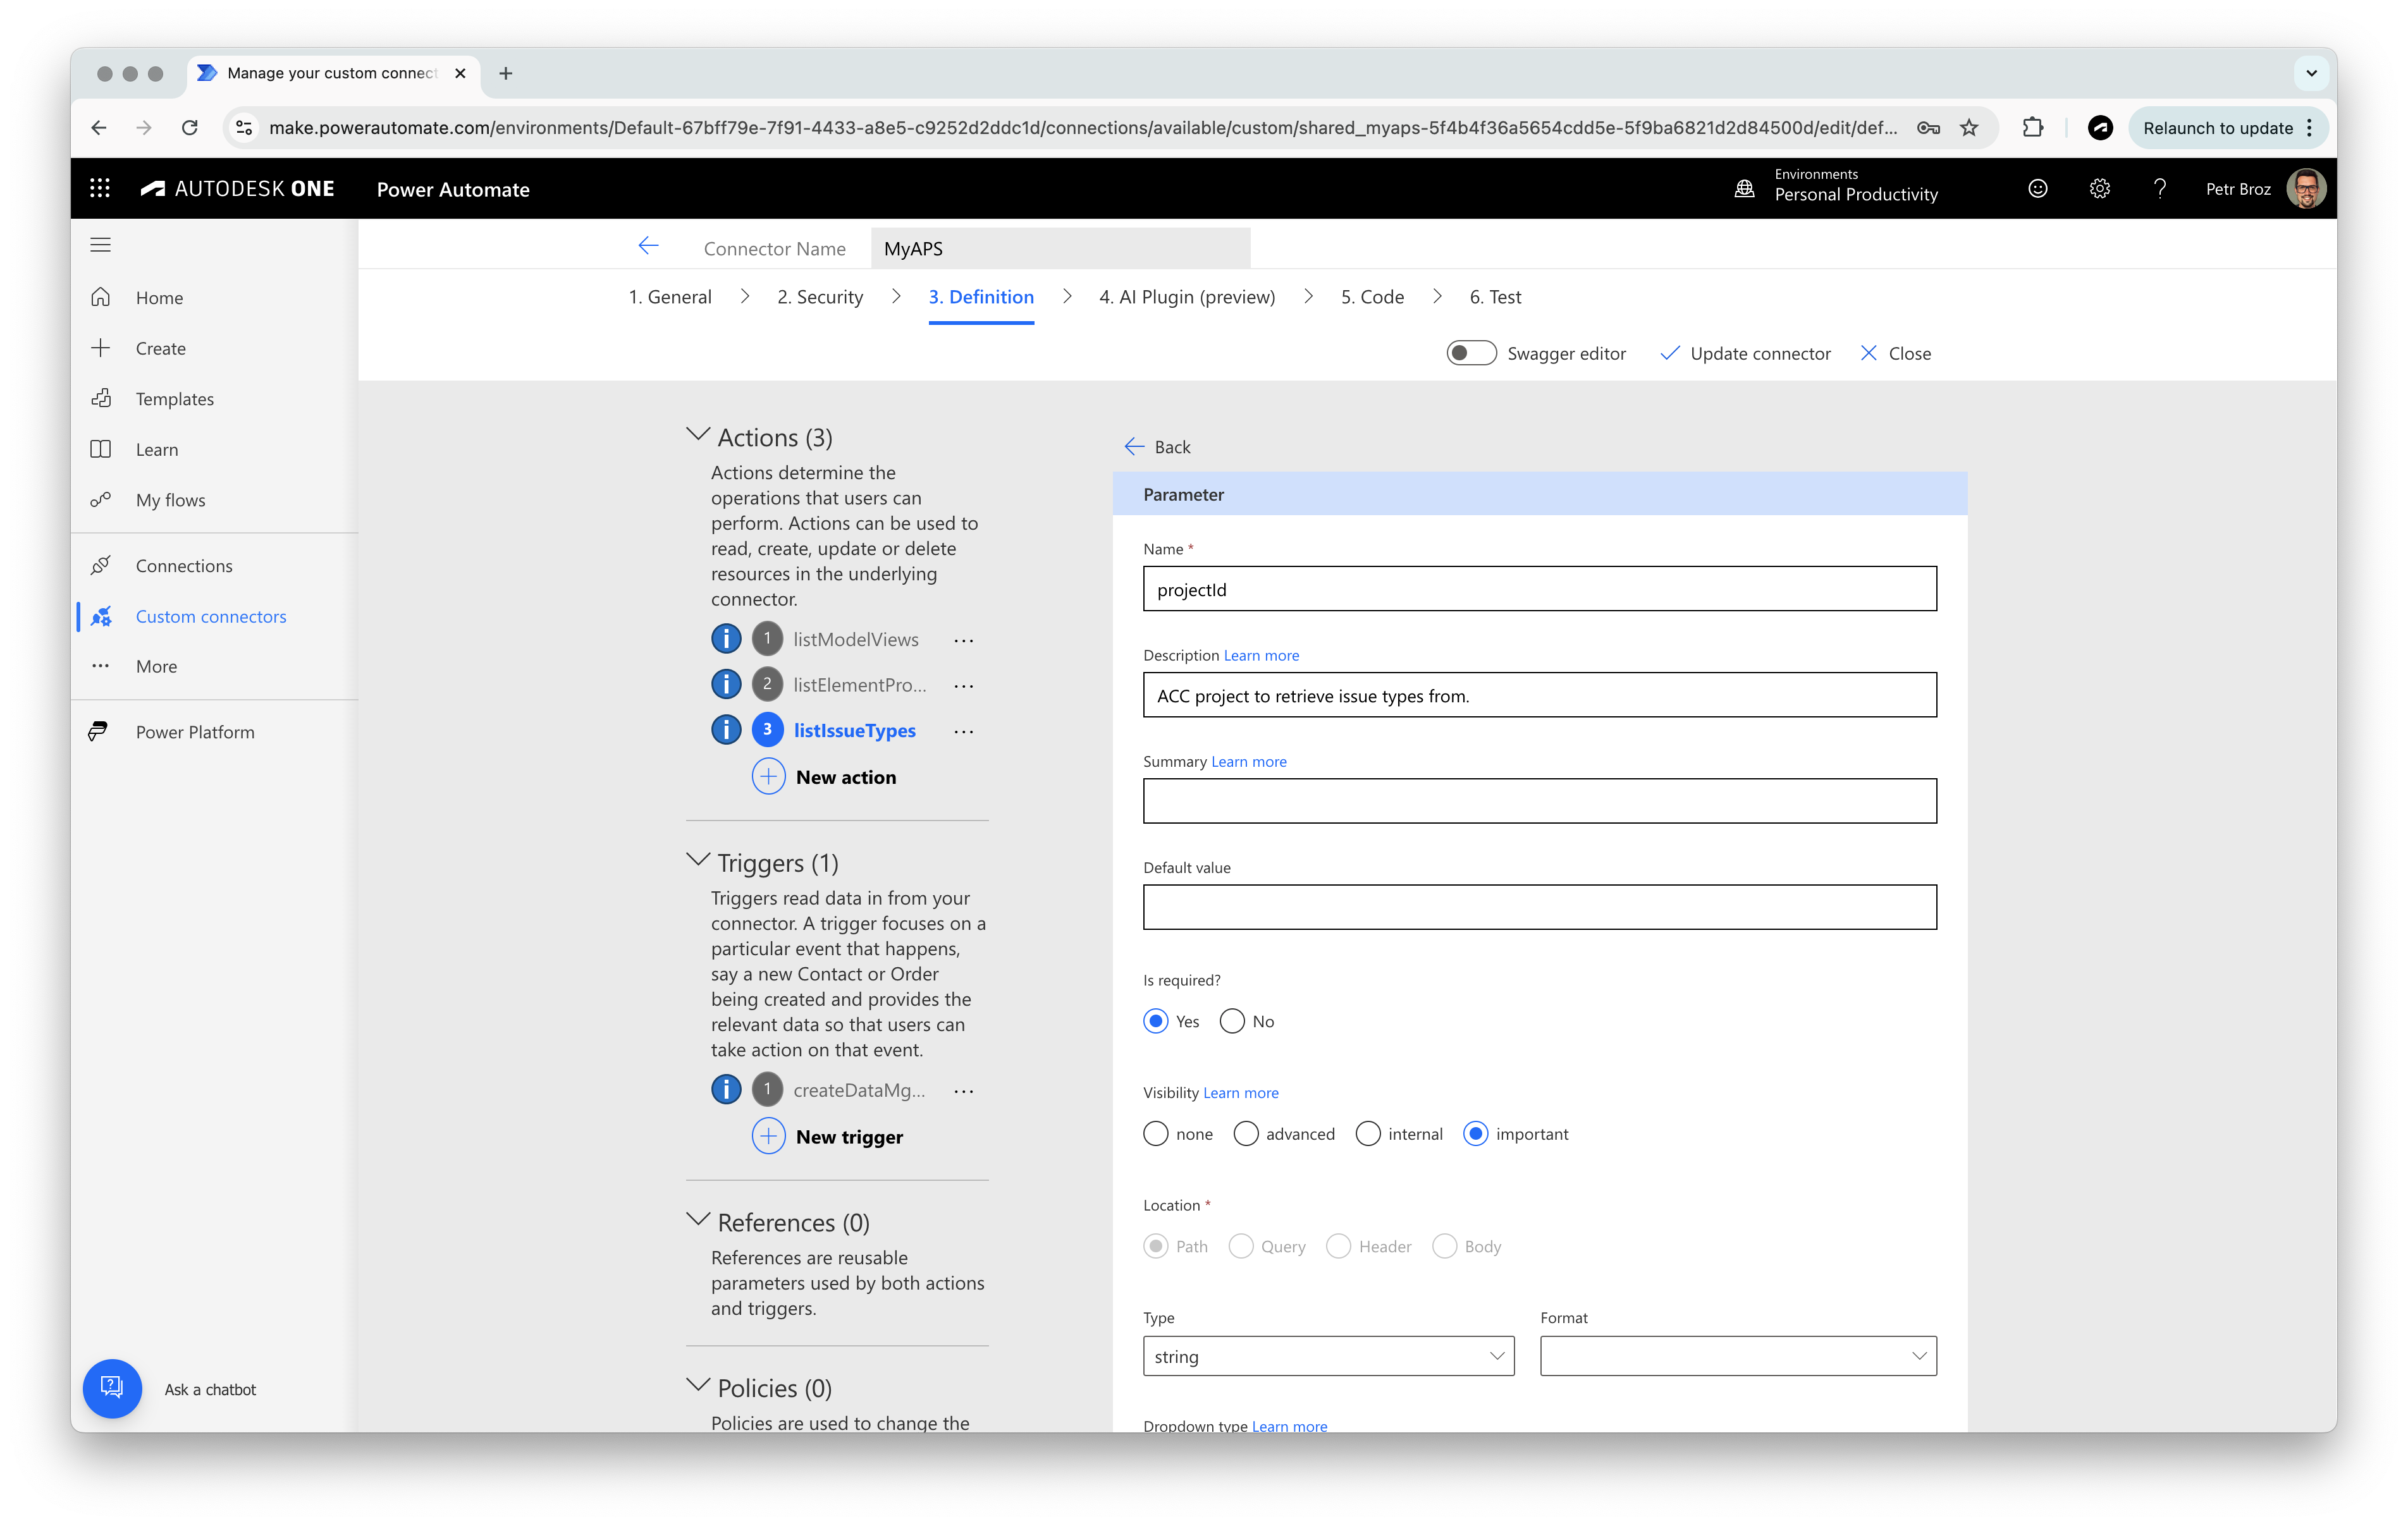 Manage your custom connect
make.powerautomate.com/environments/Default-67bff79e-7f91-4433-a8e5-c9252d2ddc1d/connections/available/custom/shared_myaps-5f4b4f36a5654cdd5e-5f9ba6821d2d84500d/edit/def...
Relaunch to update
AUTODESK ONE
Power Automate
Environments
Personal Productivity
?
Petr Broz
Home
Create
Templates
Learn
My flows
Connections
Custom connectors
More
Power Platform
Ask a chatbot
Connector Name
MyAPS
1. General
2. Security
3. Definition
4. AI Plugin (preview)
5. Code
6. Test
Swagger editor
Update connector
Close
Actions (3)
Actions determine the
operations that users can
perform. Actions can be used to
read, create, update or delete
resources in the underlying
connector.
i 1 listModelViews ...
i 2 listElementPro... ...
i 3 listIssueTypes ...
New action
Triggers (1)
Triggers read data in from your
connector. A trigger focuses on a
particular event that happens,
say a new Contact or Order
being created and provides the
relevant data so that users can
take action on that event.
i 1 createDataMg... ...
New trigger
References (0)
References are reusable
parameters used by both actions
and triggers.
Policies (0)
Policies are used to change the
Back
Parameter
Name *
projectId
Description Learn more
ACC project to retrieve issue types from.
Summary Learn more
Default value
Is required?
Yes No
Visibility Learn more
none advanced internal important
Location *
Path Query Header Body
Type
string
Format
Dropdown type Learn more